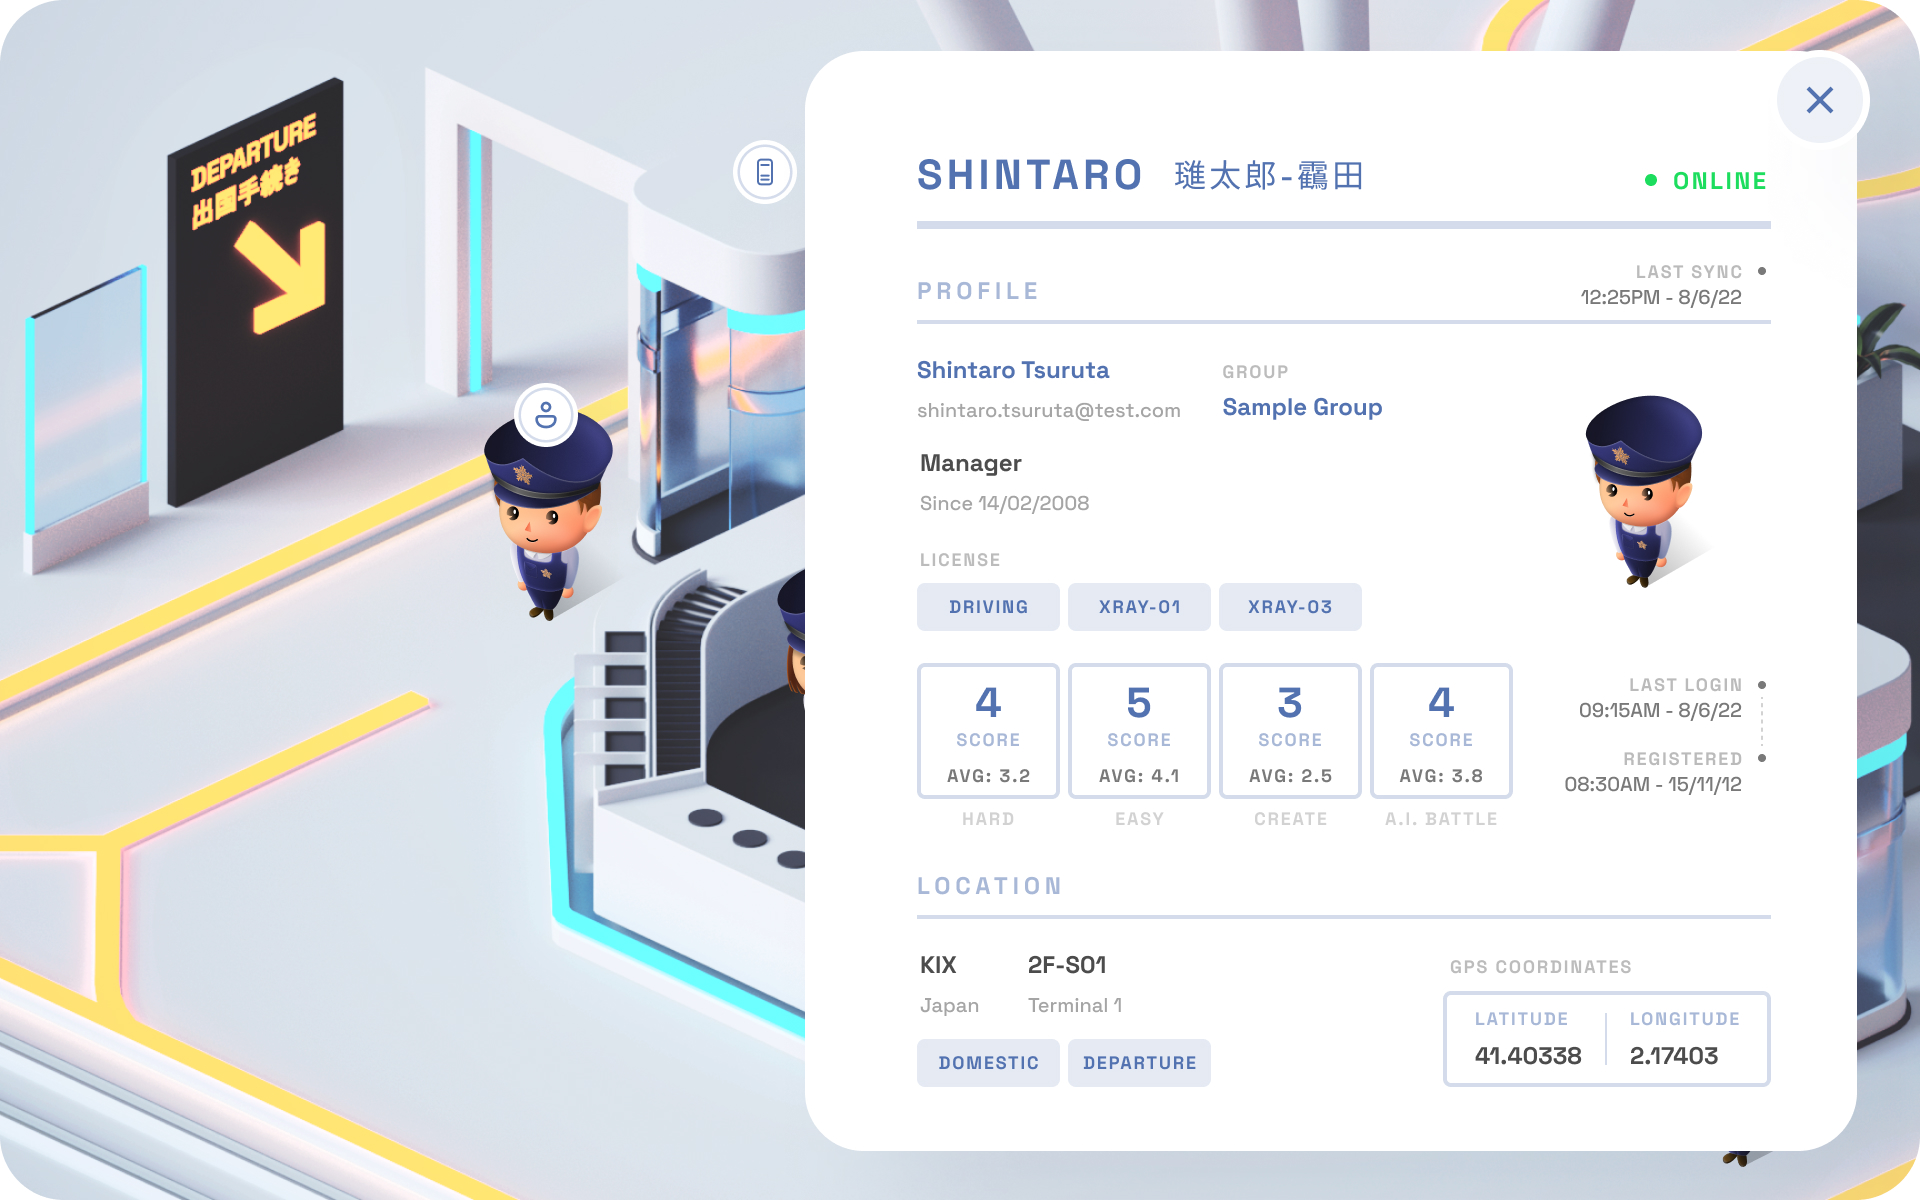 DEPARTURE
出国手続き
SHINTARO 璡太郎-靍田
ONLINE
PROFILE
LAST SYNC
12:25PM - 8/6/22
Shintaro Tsuruta
shintaro.tsuruta@test.com
GROUP
Sample Group
Manager
Since 14/02/2008
LICENSE
DRIVING XRAY-01 XRAY-03
4 5 3 4
SCORE SCORE SCORE SCORE
AVG: 3.2 AVG: 4.1 AVG: 2.5 AVG: 3.8
HARD EASY CREATE A.I. BATTLE
LAST LOGIN
09:15AM - 8/6/22
REGISTERED
08:30AM - 15/11/12
LOCATION
KIX 2F-S01
Japan Terminal 1
DOMESTIC DEPARTURE
GPS COORDINATES
LATITUDE LONGITUDE
41.40338 2.17403